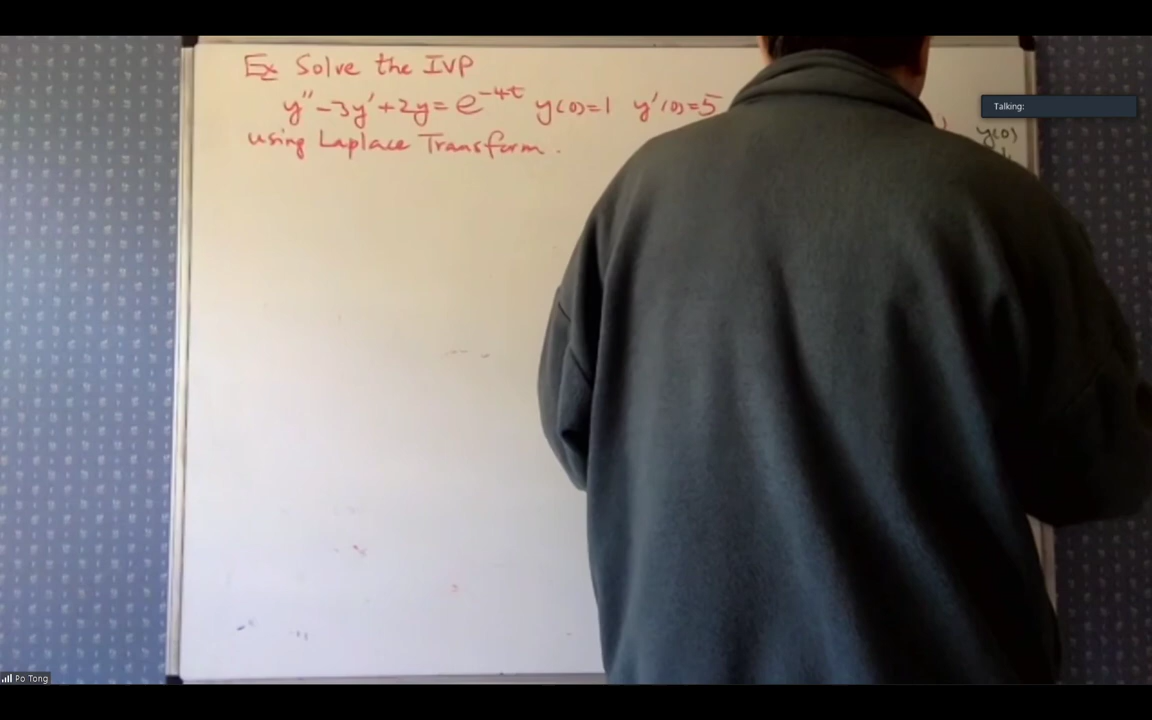 Ex Solve the IVP
y'' - 3y' + 2y = e^{-4t} y(0)=1 y'(0)=5
using Laplace Transform.
y(0)
Talking:
Po Tong